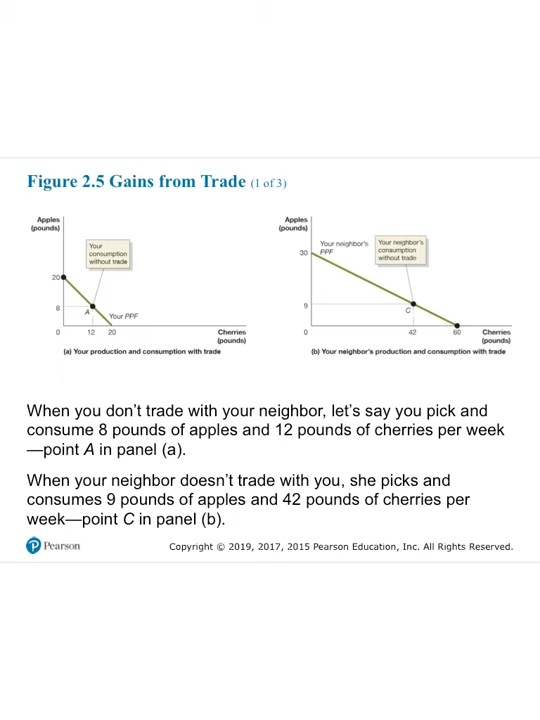 Figure 2.5 Gains from Trade (1 of 3)
Apples
(pounds)
Your
consumption
without trade
20
8
A
Your PPF
0
12
20
Cherries
(pounds)
(a) Your production and consumption with trade
Apples
(pounds)
Your neighbor's
PPF
Your neighbor's
consumption
without trade
30
9
C
0
42
60
Cherries
(pounds)
(b) Your neighbor's production and consumption with trade
When you don’t trade with your neighbor, let’s say you pick and
consume 8 pounds of apples and 12 pounds of cherries per week
—point A in panel (a).
When your neighbor doesn’t trade with you, she picks and
consumes 9 pounds of apples and 42 pounds of cherries per
week—point C in panel (b).
P Pearson
Copyright © 2019, 2017, 2015 Pearson Education, Inc. All Rights Reserved.